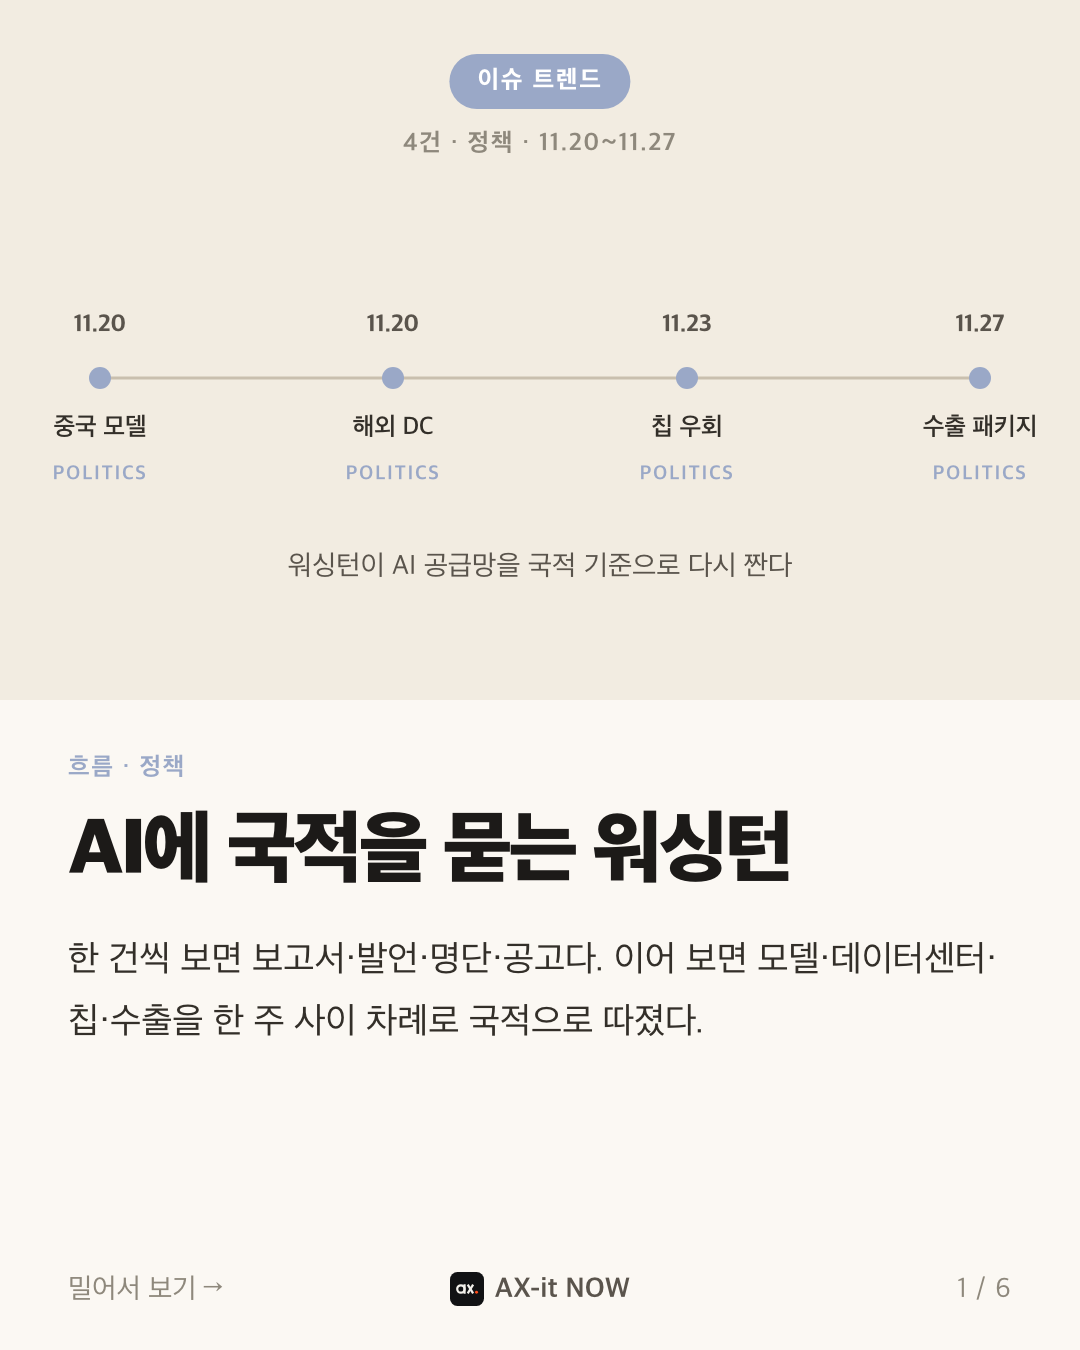 이슈 트렌드
4건 · 정책 · 11.20~11.27
11.20 11.20 11.23 11.27
중국 모델 해외 DC 칩 우회 수출 패키지
POLITICS POLITICS POLITICS POLITICS
워싱턴이 AI 공급망을 국적 기준으로 다시 짠다
흐름 · 정책
AI에 국적을 묻는 워싱턴
한 건씩 보면 보고서·발언·명단·공고다. 이어 보면 모델·데이터센터·
칩·수출을 한 주 사이 차례로 국적으로 따졌다.
밀어서 보기 → ax. AX-it NOW 1 / 6